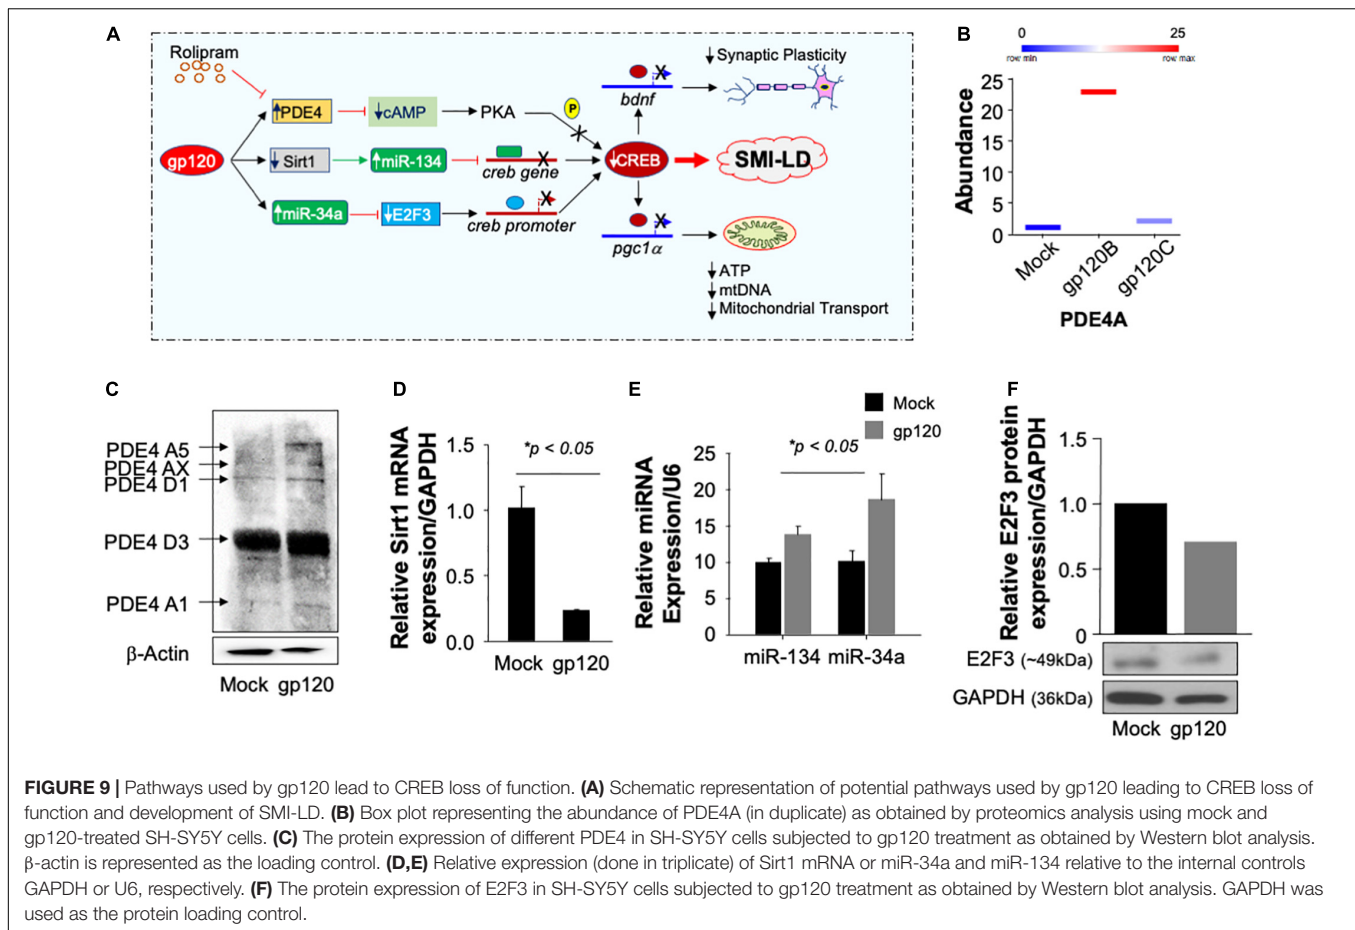 A
Rolipram
gp120
PDE4
cAMP
PKA
P
Sirt1
miR-134
creb gene
X
miR-34a
E2F3
creb promoter
X
CREB
X
bdnf
Synaptic Plasticity
SMI-LD
X
pgc1α
ATP
mtDNA
Mitochondrial Transport
B
0
25
row min
row max
Abundance
25
20
15
10
5
0
Mock
gp120B
gp120C
PDE4A
C
PDE4 A5
PDE4 AX
PDE4 D1
PDE4 D3
PDE4 A1
β-Actin
Mock gp120
D
Relative Sirt1 mRNA
expression/GAPDH
1.5
1.0
0.5
0.0
*p < 0.05
Mock gp120
E
Mock
gp120
Relative miRNA
Expression/U6
25
20
15
10
5
0
*p < 0.05
miR-134 miR-34a
F
Relative E2F3 protein
expression/GAPDH
1.5
1.0
0.5
0
E2F3 (~49kDa)
GAPDH (36kDa)
Mock gp120
FIGURE 9 | Pathways used by gp120 lead to CREB loss of function. (A) Schematic representation of potential pathways used by gp120 leading to CREB loss of
function and development of SMI-LD. (B) Box plot representing the abundance of PDE4A (in duplicate) as obtained by proteomics analysis using mock and
gp120-treated SH-SY5Y cells. (C) The protein expression of different PDE4 in SH-SY5Y cells subjected to gp120 treatment as obtained by Western blot analysis.
β-actin is represented as the loading control. (D,E) Relative expression (done in triplicate) of Sirt1 mRNA or miR-34a and miR-134 relative to the internal controls
GAPDH or U6, respectively. (F) The protein expression of E2F3 in SH-SY5Y cells subjected to gp120 treatment as obtained by Western blot analysis. GAPDH was
used as the protein loading control.